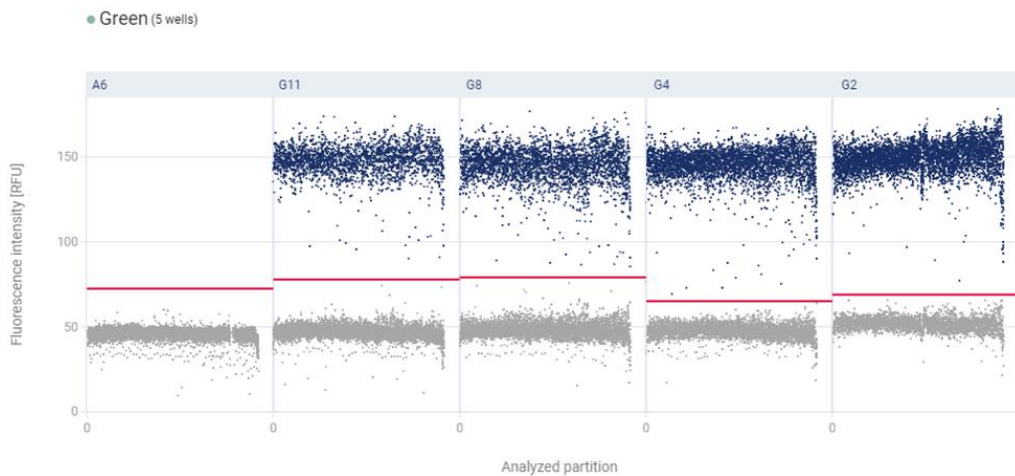 Green (5 wells)
A6 G11 G8 G4 G2
Fluorescence intensity [RFU]
150
100
50
0
0 0 0 0 0
Analyzed partition